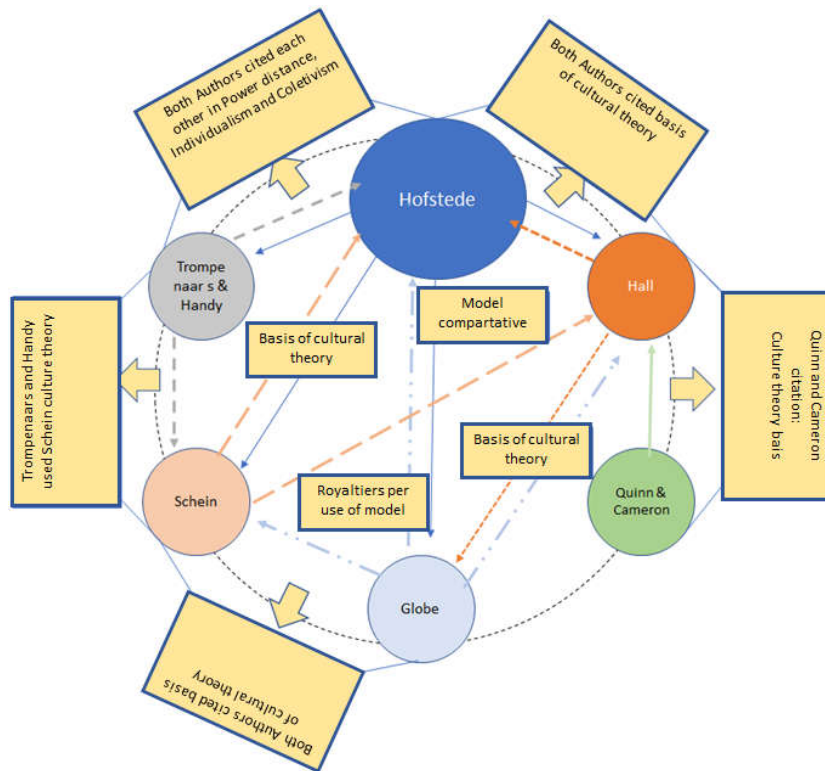 Both Authors cited each
other in Power distance,
Individualism and Coletivism
Both Authors cited basis
of cultural theory
Hofstede
Trompe
naar s &
Handy
Hall
Model
compartative
Basis of cultural
theory
Trompenaars and Handy
used Schein culture theory
Quinn and Cameron
citation:
Culture theory bais
Basis of cultural
theory
Schein
Royaltiers per
use of model
Quinn &
Cameron
Globe
Both Authors cited basis
of cultural theory